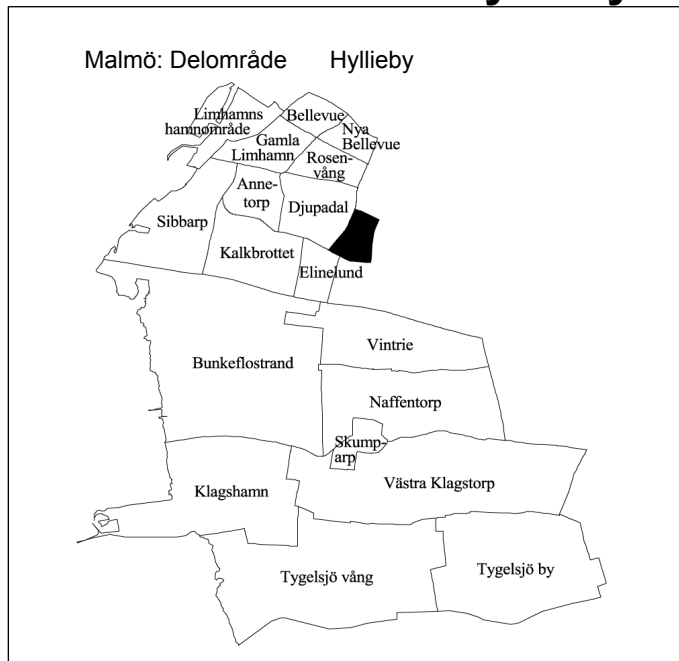 Malmö: Delområde Hyllieby
Limhamns
hamnområde
Bellevue
Nya
Bellevue
Gamla
Limhamn
Rosen-
vång
Anne-
torp
Djupadal
Sibbarp
Kalkbrottet
Elinelund
Vintrie
Bunkeflostrand
Naffentorp
Skump-
arp
Klagshamn
Västra Klagstorp
Tygelsjö vång
Tygelsjö by